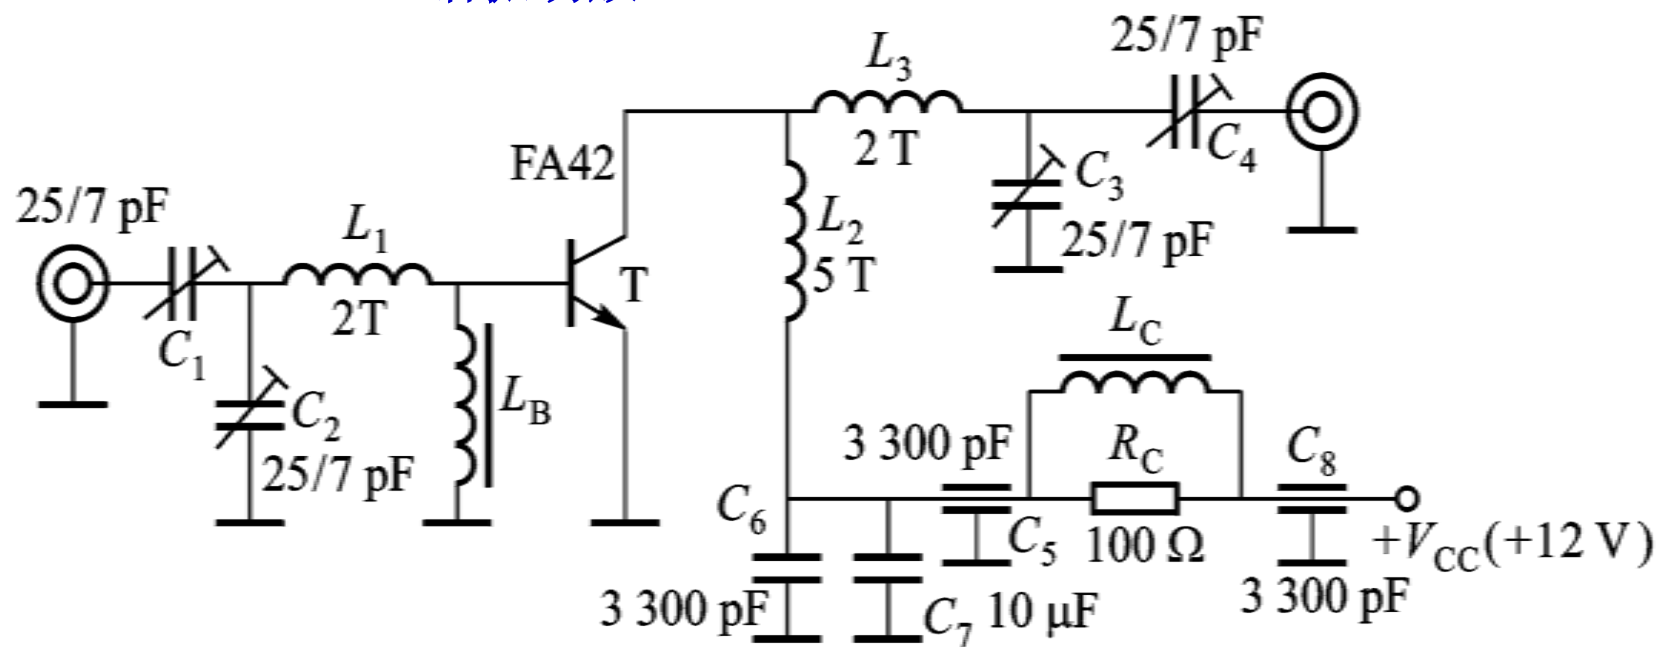 25/7 pF
L3
2 T
C4
FA42
C3
25/7 pF
25/7 pF
L1
2T
T
L2
5 T
C1
C2
25/7 pF
LB
LC
3 300 pF
RC
C8
C6
C5
100 Ω
+VCC(+12 V)
3 300 pF
C7
10 μF
3 300 pF